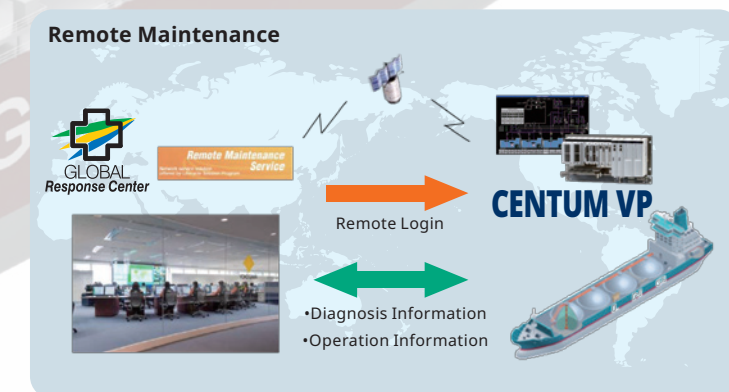 Remote Maintenance
GLOBAL
Response Center
Remote Maintenance
Service
CENTUM VP
Remote Login
•Diagnosis Information
•Operation Information